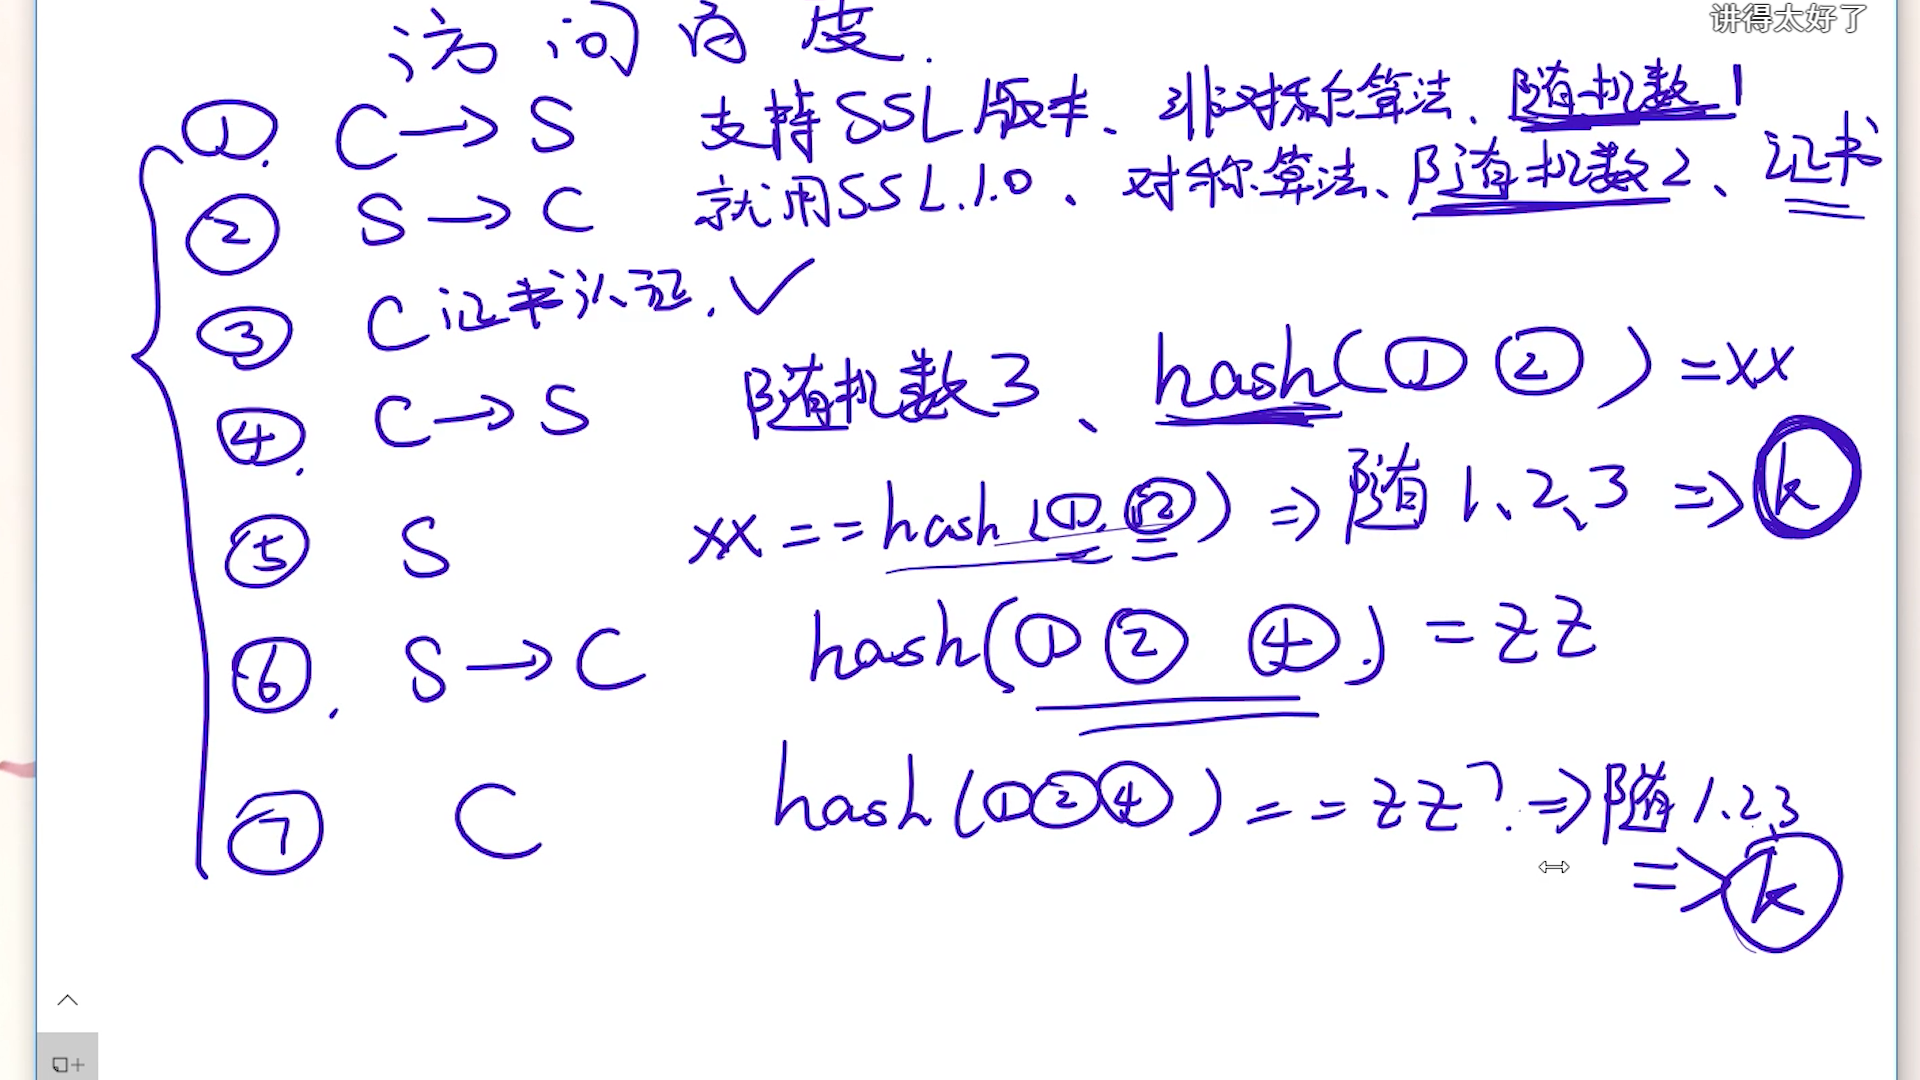 讲得太好了
访问百度.
①. C → S 支持SSL版本、非对称算法、随机数1
② S → C 就用SSL.1.0、对称算法、随机数2、证书
③ C 证书认证. ✓
④. C → S 随机数3、hash(① ②) = xx
⑤ S xx == hash(①, ②) => 随1、2、3 => k
⑥. S → C hash(① ② ④.) = zz
⑦ C hash(①②④) == zz? => 随1,2,3
=> k